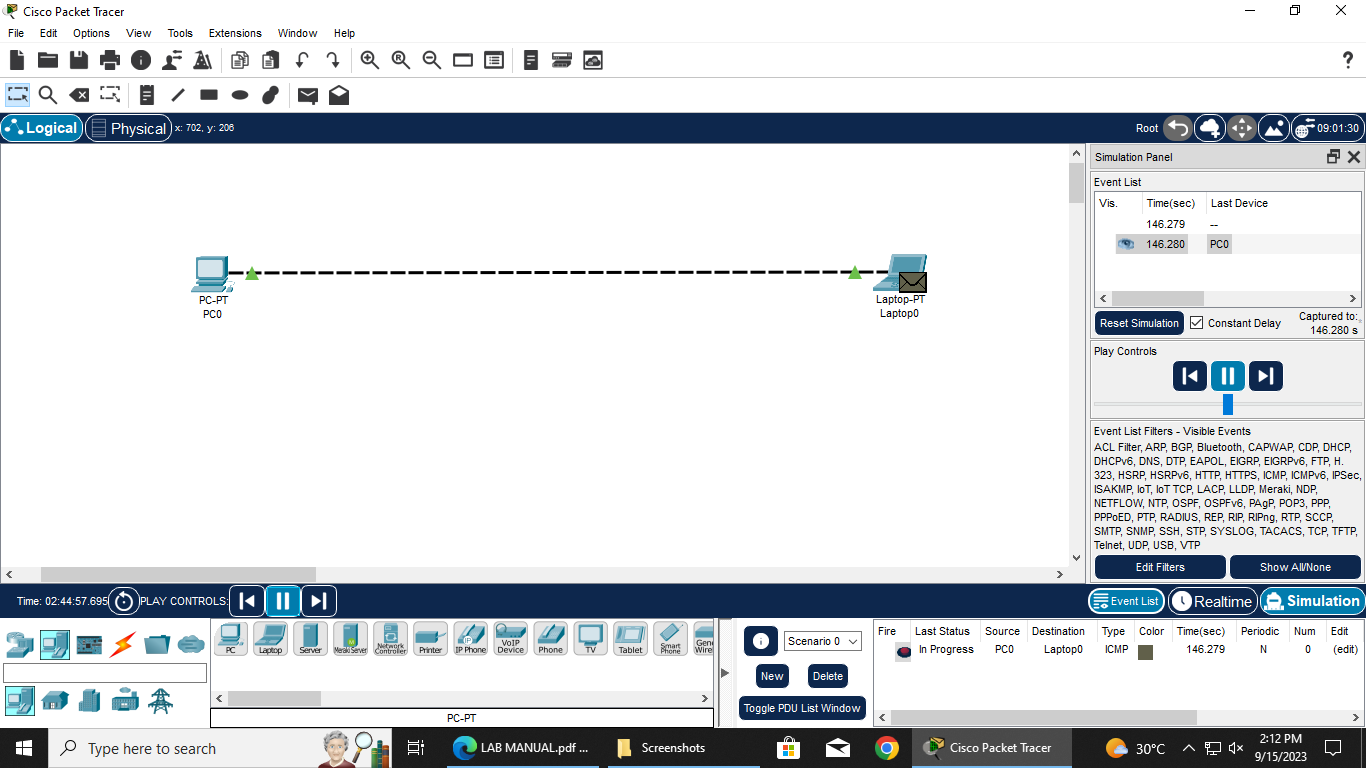 Cisco Packet Tracer
File Edit Options View Tools Extensions Window Help
?
Logical Physical x: 702, y: 206 Root 09:01:30
Simulation Panel
Event List
Vis. Time(sec) Last Device
146.279 --
146.280 PC0
Reset Simulation Constant Delay Captured to:
146.280 s
Play Controls
Event List Filters - Visible Events
ACL Filter, ARP, BGP, Bluetooth, CAPWAP, CDP, DHCP,
DHCPv6, DNS, DTP, EAPOL, EIGRP, EIGRPv6, FTP, H.
323, HSRP, HSRPv6, HTTP, HTTPS, ICMP, ICMPv6, IPSec,
ISAKMP, IoT, IoT TCP, LACP, LLDP, Meraki, NDP,
NETFLOW, NTP, OSPF, OSPFv6, PAgP, POP3, PPP,
PPPoED, PTP, RADIUS, REP, RIP, RIPng, RTP, SCCP,
SMTP, SNMP, SSH, STP, SYSLOG, TACACS, TCP, TFTP,
Telnet, UDP, USB, VTP
Edit Filters Show All/None
PC-PT
PC0
Laptop-PT
Laptop0
Time: 02:44:57.695 PLAY CONTROLS:
Event List Realtime Simulation
PC Laptop Server Meraki Server Network Controller Printer IP Phone VoIP Device Phone TV Tablet Smart Phone
PC-PT
Scenario 0
New Delete
Toggle PDU List Window
Fire Last Status Source Destination Type Color Time(sec) Periodic Num Edit
In Progress PC0 Laptop0 ICMP 146.279 N 0 (edit)
Type here to search
LAB MANUAL.pdf ...
Screenshots
Cisco Packet Tracer
30°C
2:12 PM
9/15/2023